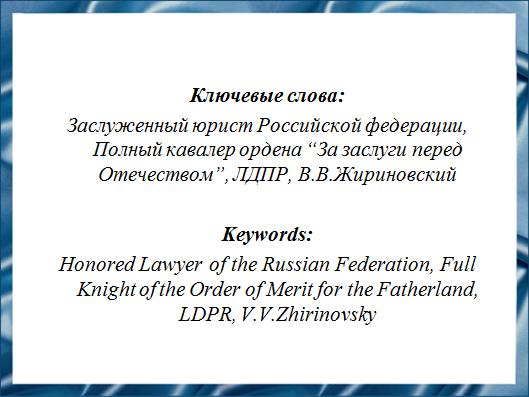 Ключевые слова:
Заслуженный юрист Российской федерации,
Полный кавалер ордена “За заслуги перед
Отечеством”, ЛДПР, В.В.Жириновский
Keywords:
Honored Lawyer of the Russian Federation, Full
Knight of the Order of Merit for the Fatherland,
LDPR, V.V.Zhirinovsky